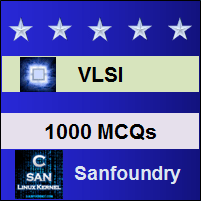 VLSI
1000 MCQs
C
SAN
LINUX KERNEL
Sanfoundry